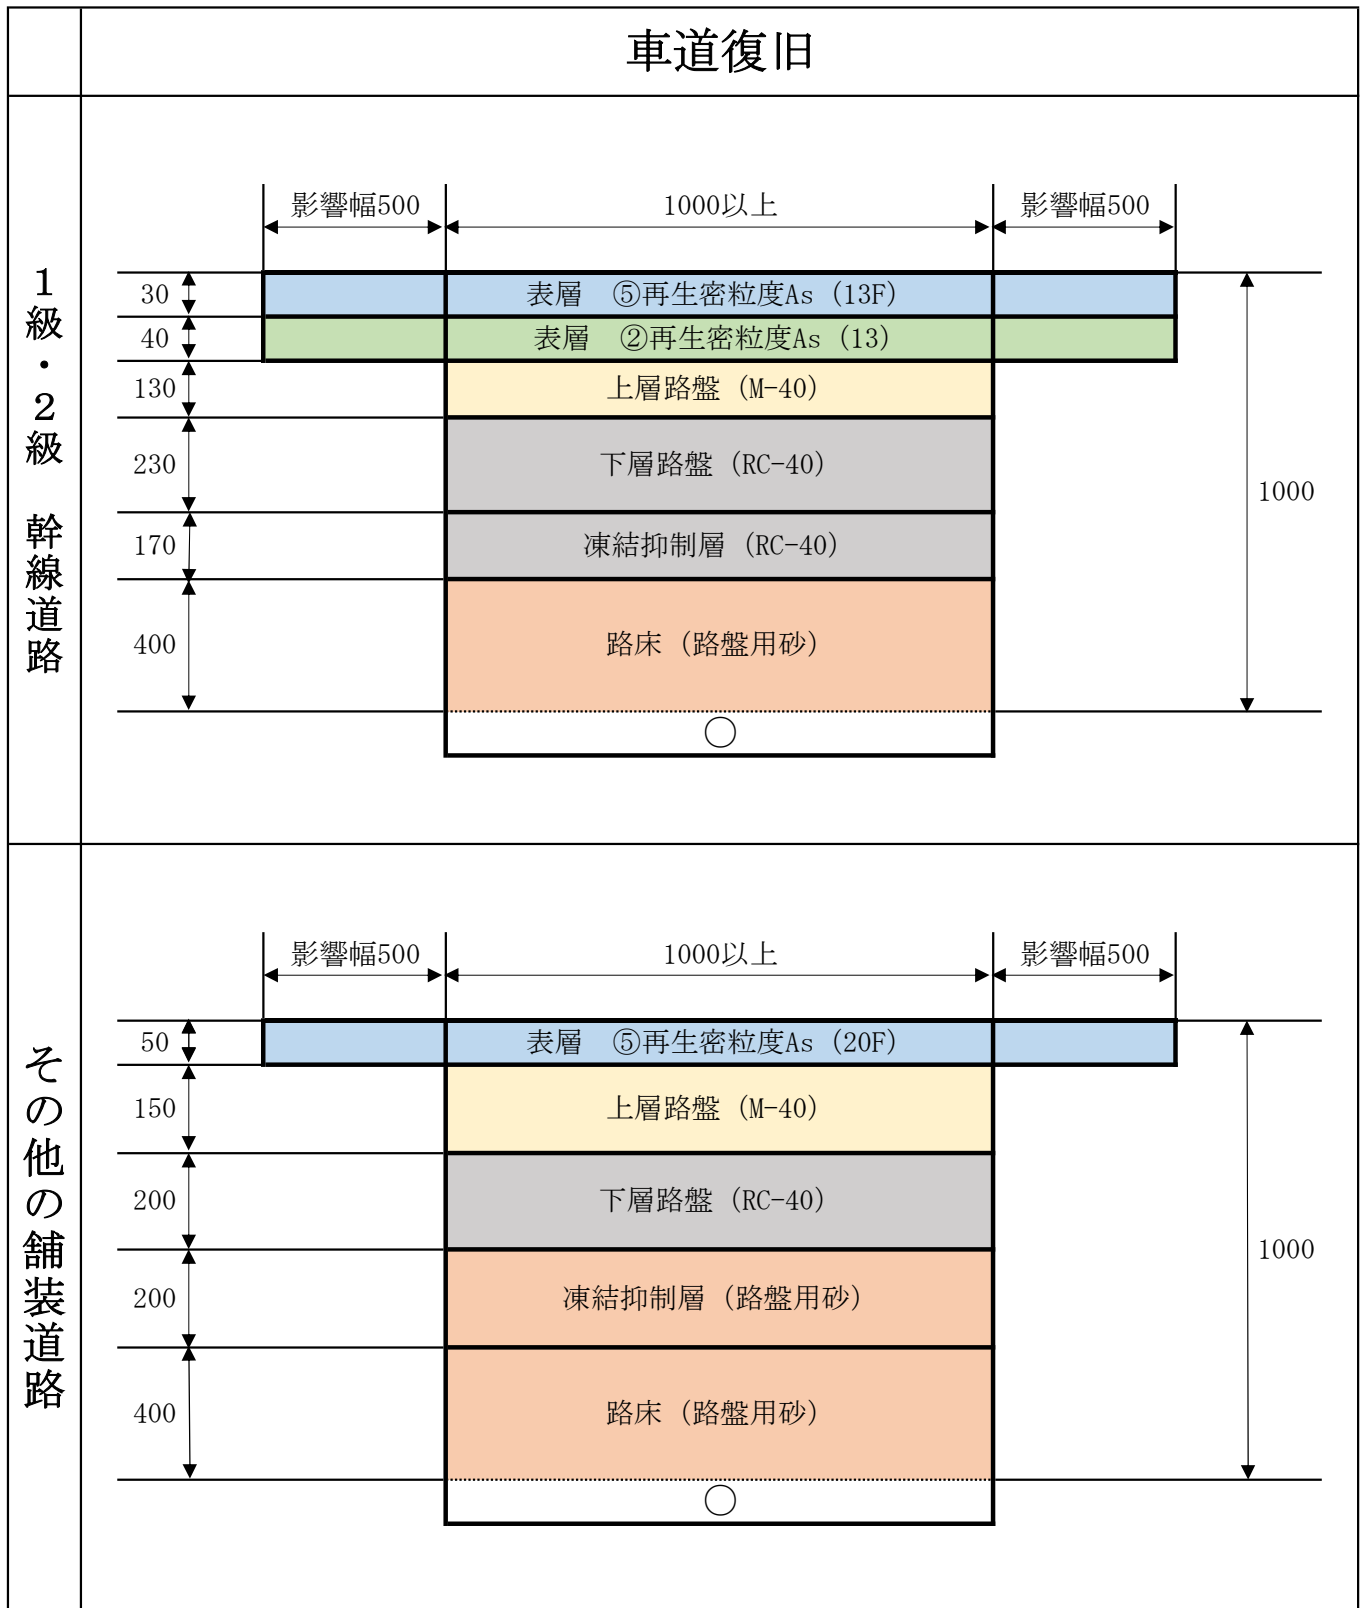 車道復旧
1級・2級 幹線道路
影響幅500 1000以上 影響幅500
30 表層 ⑤再生密粒度As (13F)
40 表層 ②再生密粒度As (13)
130 上層路盤 (M-40)
230 下層路盤 (RC-40)
1000
170 凍結抑制層 (RC-40)
400 路床 (路盤用砂)
その他の舗装道路
影響幅500 1000以上 影響幅500
50 表層 ⑤再生密粒度As (20F)
150 上層路盤 (M-40)
200 下層路盤 (RC-40)
1000
200 凍結抑制層 (路盤用砂)
400 路床 (路盤用砂)